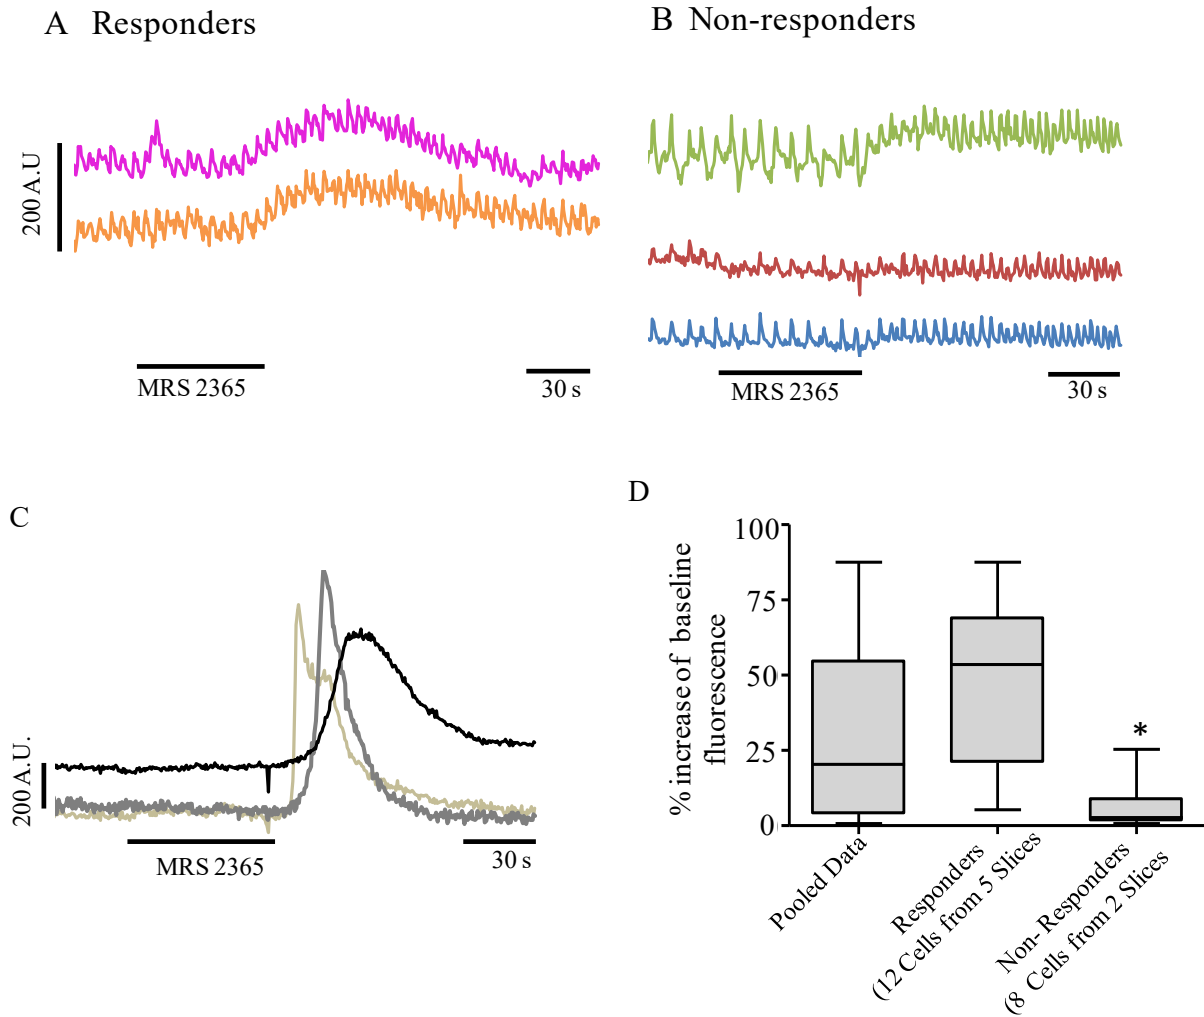 A Responders
200 A.U
MRS 2365
30 s
B Non-responders
MRS 2365
30 s
C
200 A.U.
MRS 2365
30 s
D
% increase of baseline
fluorescence
100
75
50
25
0
Pooled Data
Responders
(12 Cells from 5 Slices
Non- Responders
(8 Cells from 2 Slices
*